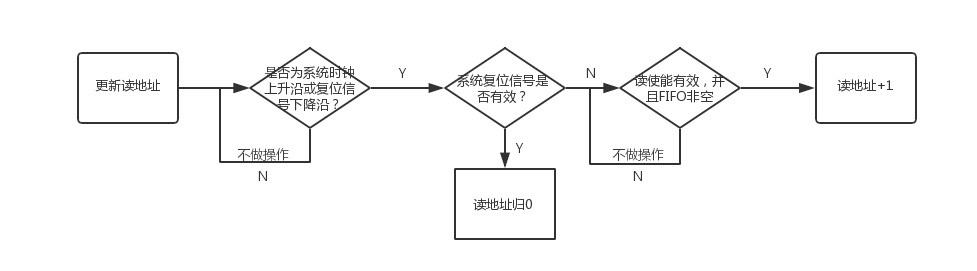 更新读地址
是否为系统时钟
上升沿或复位信
号下降沿？
Y
不做操作
N
系统复位信号是
否有效？
N
Y
读地址归0
读使能有效，并
且FIFO非空
Y
不做操作
N
读地址+1